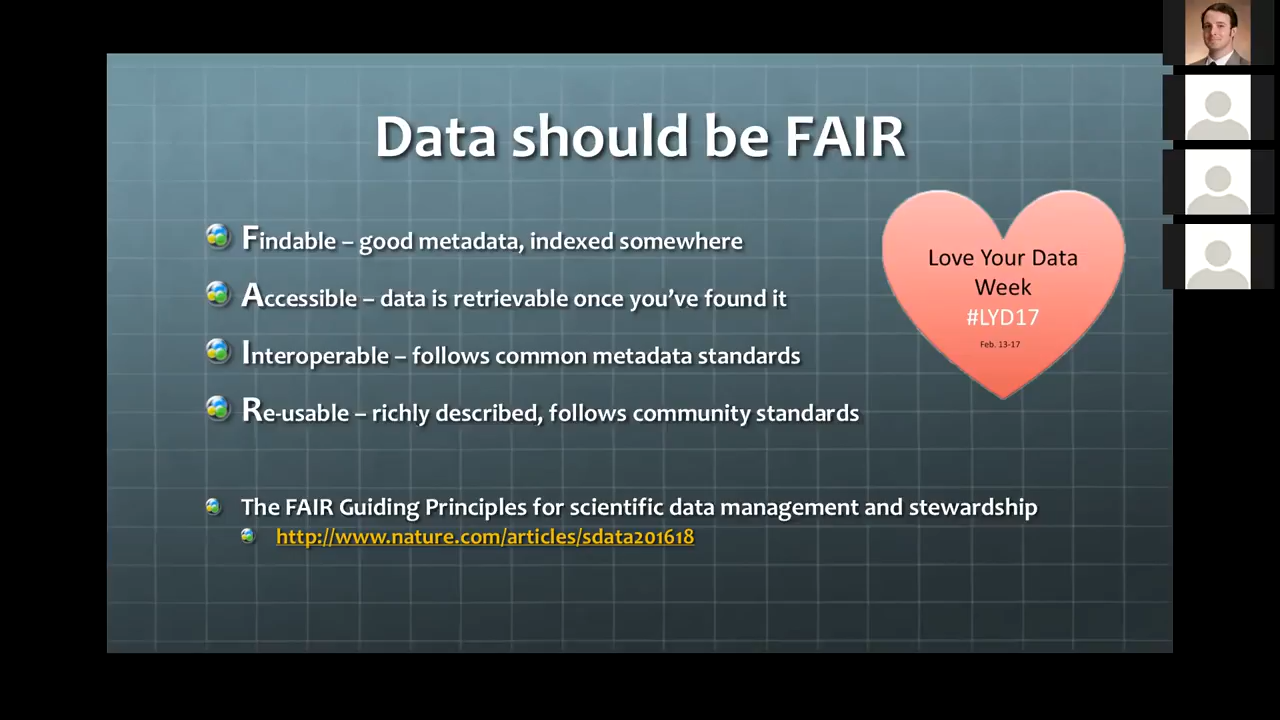 Data should be FAIR
Findable – good metadata, indexed somewhere
Accessible – data is retrievable once you’ve found it
Interoperable – follows common metadata standards
Re-usable – richly described, follows community standards
Love Your Data
Week
#LYD17
Feb. 13-17
The FAIR Guiding Principles for scientific data management and stewardship
http://www.nature.com/articles/sdata201618